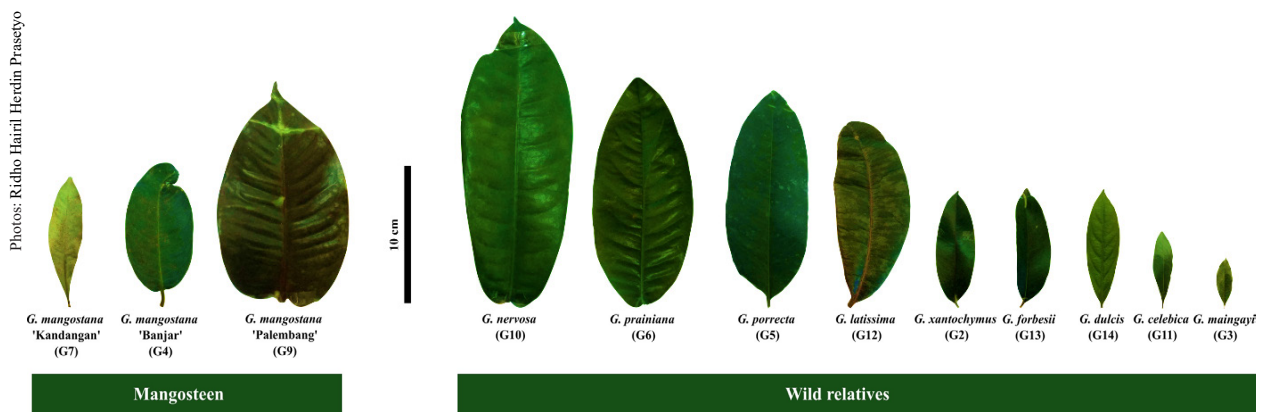 Photos: Ridho Hairil Herdin Prasetyo
10 cm
G. mangostana
'Kandangan'
(G7)
G. mangostana
'Banjar'
(G4)
G. mangostana
'Palembang'
(G9)
G. nervosa
(G10)
G. prainiana
(G6)
G. porrecta
(G5)
G. latissima
(G12)
G. xantochymus
(G2)
G. forbesii
(G13)
G. dulcis
(G14)
G. celebica
(G11)
G. maingayi
(G3)
Mangosteen
Wild relatives